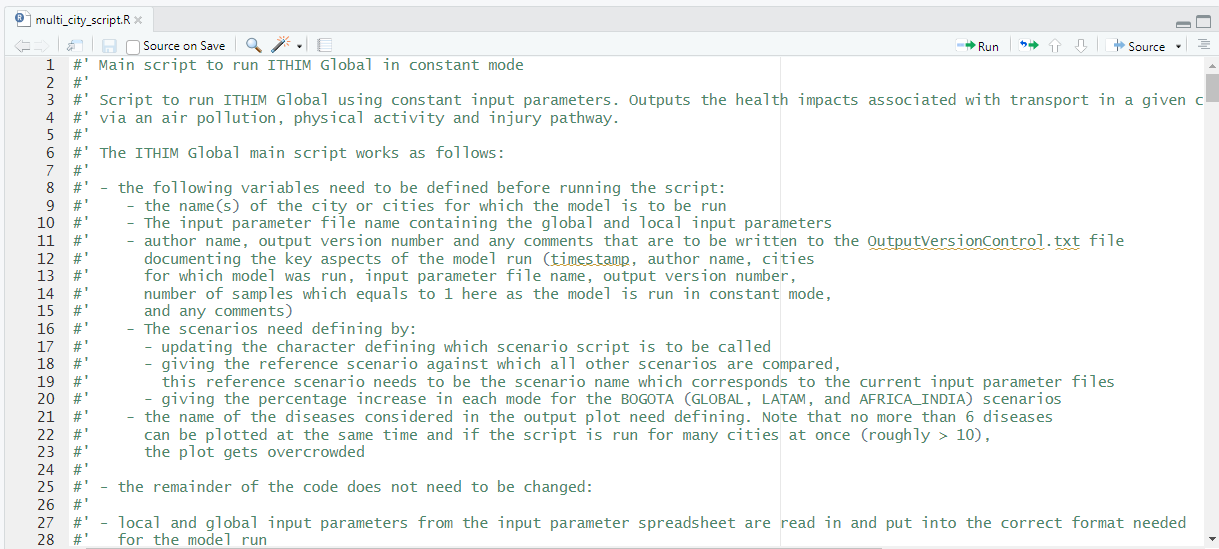 multi_city_script.R
Source on Save
Run
Source
1 #' Main script to run ITHIM Global in constant mode
2 #'
3 #' Script to run ITHIM Global using constant input parameters. Outputs the health impacts associated with transport in a given c
4 #' via an air pollution, physical activity and injury pathway.
5 #'
6 #' The ITHIM Global main script works as follows:
7 #'
8 #' - the following variables need to be defined before running the script:
9 #'    - the name(s) of the city or cities for which the model is to be run
10 #'    - The input parameter file name containing the global and local input parameters
11 #'    - author name, output version number and any comments that are to be written to the OutputVersionControl.txt file
12 #'      documenting the key aspects of the model run (timestamp, author name, cities
13 #'      for which model was run, input parameter file name, output version number,
14 #'      number of samples which equals to 1 here as the model is run in constant mode,
15 #'      and any comments)
16 #'    - The scenarios need defining by:
17 #'      - updating the character defining which scenario script is to be called
18 #'      - giving the reference scenario against which all other scenarios are compared,
19 #'        this reference scenario needs to be the scenario name which corresponds to the current input parameter files
20 #'      - giving the percentage increase in each mode for the BOGOTA (GLOBAL, LATAM, and AFRICA_INDIA) scenarios
21 #'    - the name of the diseases considered in the output plot need defining. Note that no more than 6 diseases
22 #'      can be plotted at the same time and if the script is run for many cities at once (roughly > 10),
23 #'      the plot gets overcrowded
24 #'
25 #' - the remainder of the code does not need to be changed:
26 #'
27 #' - local and global input parameters from the input parameter spreadsheet are read in and put into the correct format needed
28 #'   for the model run